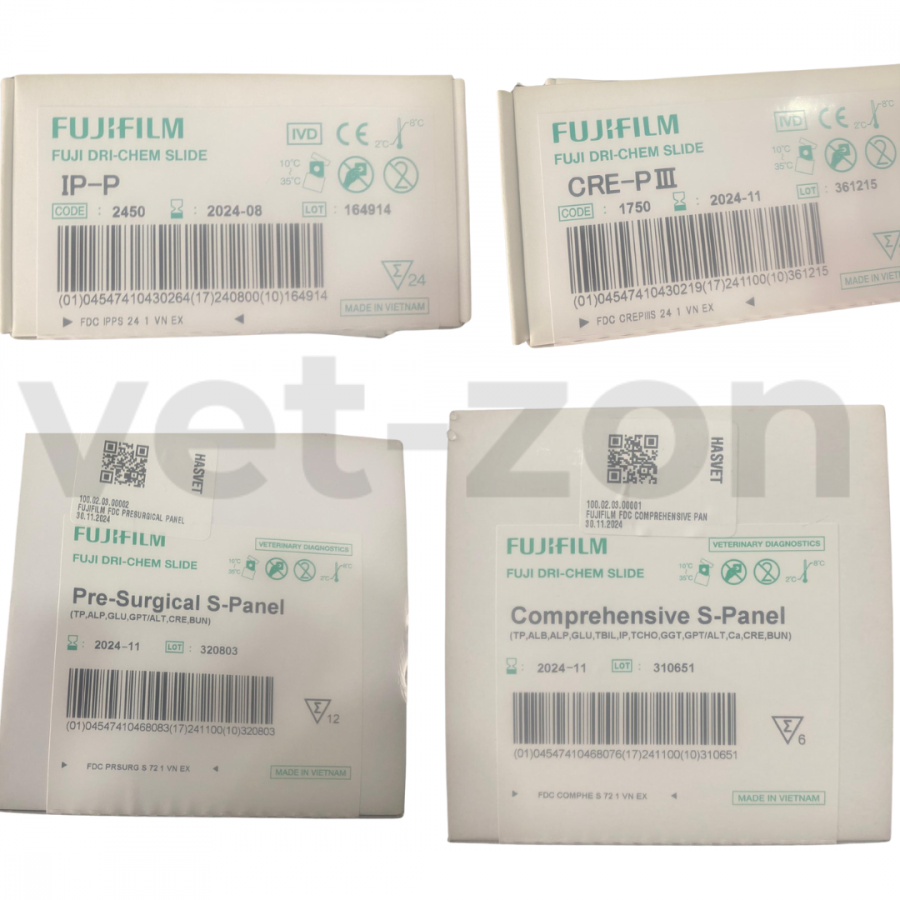 FUJIFILM
FUJI DRI-CHEM SLIDE
IP-P
IVD CE 2℃ 8℃
10℃ 35℃
CODE : 2450 : 2024-08 LOT : 164914
Σ 24
(01)04547410430264(17)240800(10)164914
MADE IN VIETNAM
FDC IPPS 24 1 VN EX
FUJIFILM
FUJI DRI-CHEM SLIDE
CRE-P III
IVD CE 2℃ 8℃
10℃ 35℃
CODE : 1750 : 2024-11 LOT : 361215
Σ 2
(01)04547410430219(17)241100(10)361215
MADE IN VIETNAM
FDC CREPIIIS 24 1 VN EX
vet-zon
HASVET
100.02.03.00002
FUJIFILM FDC PRESURGICAL PANEL
30.11.2024
FUJIFILM
VETERINARY DIAGNOSTICS
FUJI DRI-CHEM SLIDE
10℃ 35℃ 2℃ 8℃
Pre-Surgical S-Panel
(TP,ALP,GLU,GPT/ALT,CRE,BUN)
: 2024-11 LOT : 320803
Σ 12
(01)04547410468083(17)241100(10)320803
FDC PRSURG S 72 1 VN EX
MADE IN VIETNAM
HASVET
100.02.03.00001
FUJIFILM FDC COMPREHENSIVE PAN
30.11.2024
FUJIFILM
VETERINARY DIAGNOSTICS
FUJI DRI-CHEM SLIDE
10℃ 35℃ 2℃ 8℃
Comprehensive S-Panel
(TP,ALB,ALP,GLU,TBIL,IP,TCHO,GGT,GPT/ALT,Ca,CRE,BUN)
: 2024-11 LOT : 310651
Σ 6
(01)04547410468076(17)241100(10)310651
FDC COMPHE S 72 1 VN EX
MADE IN VIETNAM